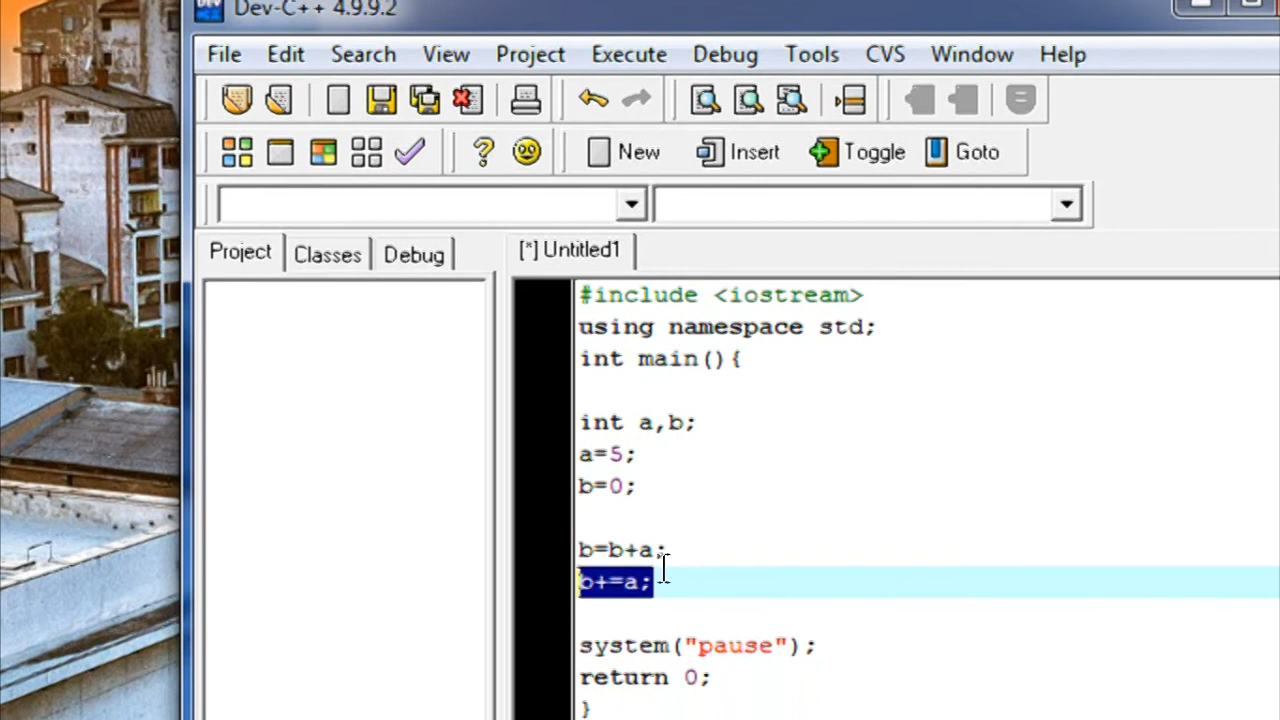 DEV Dev-C++ 4.9.9.2
File Edit Search View Project Execute Debug Tools CVS Window Help
New Insert Toggle Goto
Project Classes Debug [*] Untitled1
#include <iostream>
using namespace std;
int main(){
int a,b;
a=5;
b=0;
b=b+a;
b+=a;
system("pause");
return 0;
}